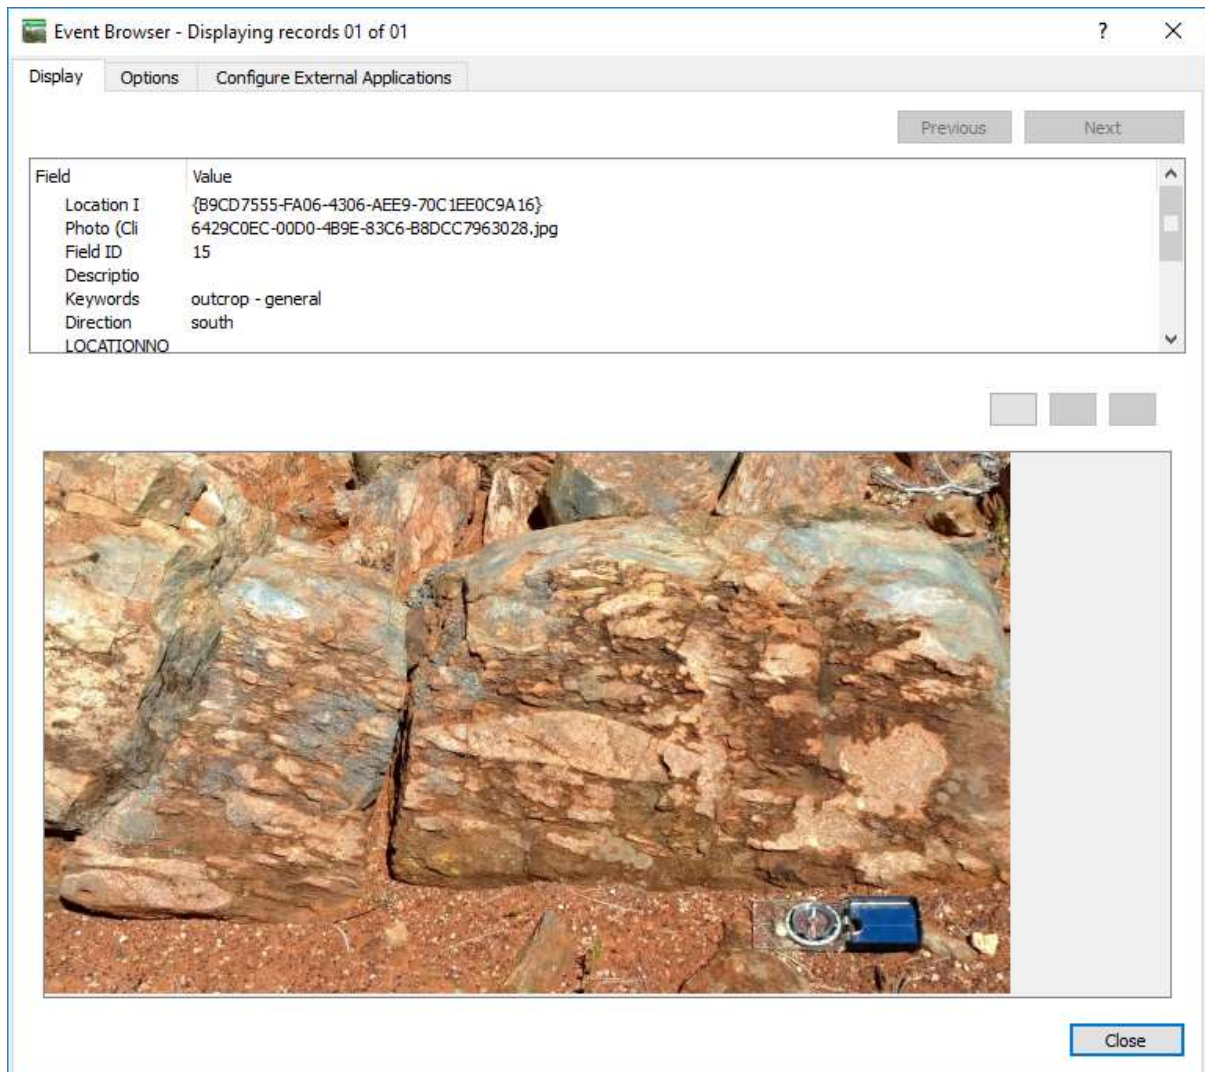 Event Browser - Displaying records 01 of 01
?
Display Options Configure External Applications
Previous Next
Field Value
Location I {B9CD7555-FA06-4306-AEE9-70C1EE0C9A16}
Photo (Cli 6429C0EC-00D0-4B9E-83C6-B8DCC7963028.jpg
Field ID 15
Descriptio
Keywords outcrop - general
Direction south
LOCATIONNO
Close